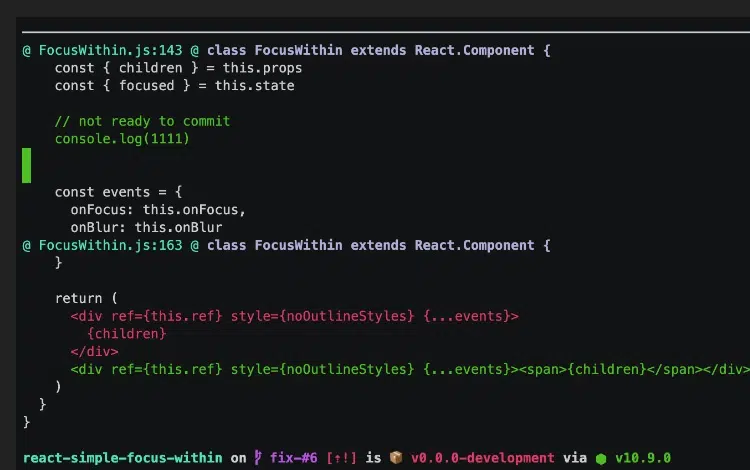 @ FocusWithin.js:143 @ class FocusWithin extends React.Component {
const { children } = this.props
const { focused } = this.state
// not ready to commit
console.log(1111)
const events = {
onFocus: this.onFocus,
onBlur: this.onBlur
@ FocusWithin.js:163 @ class FocusWithin extends React.Component {
}
return (
<div ref={this.ref} style={noOutlineStyles} {...events}>
{children}
</div>
<div ref={this.ref} style={noOutlineStyles} {...events}><span>{children}</span></div>
)
}
}
react-simple-focus-within on fix-#6 [⇡!] is 📦 v0.0.0-development via ⬢ v10.9.0